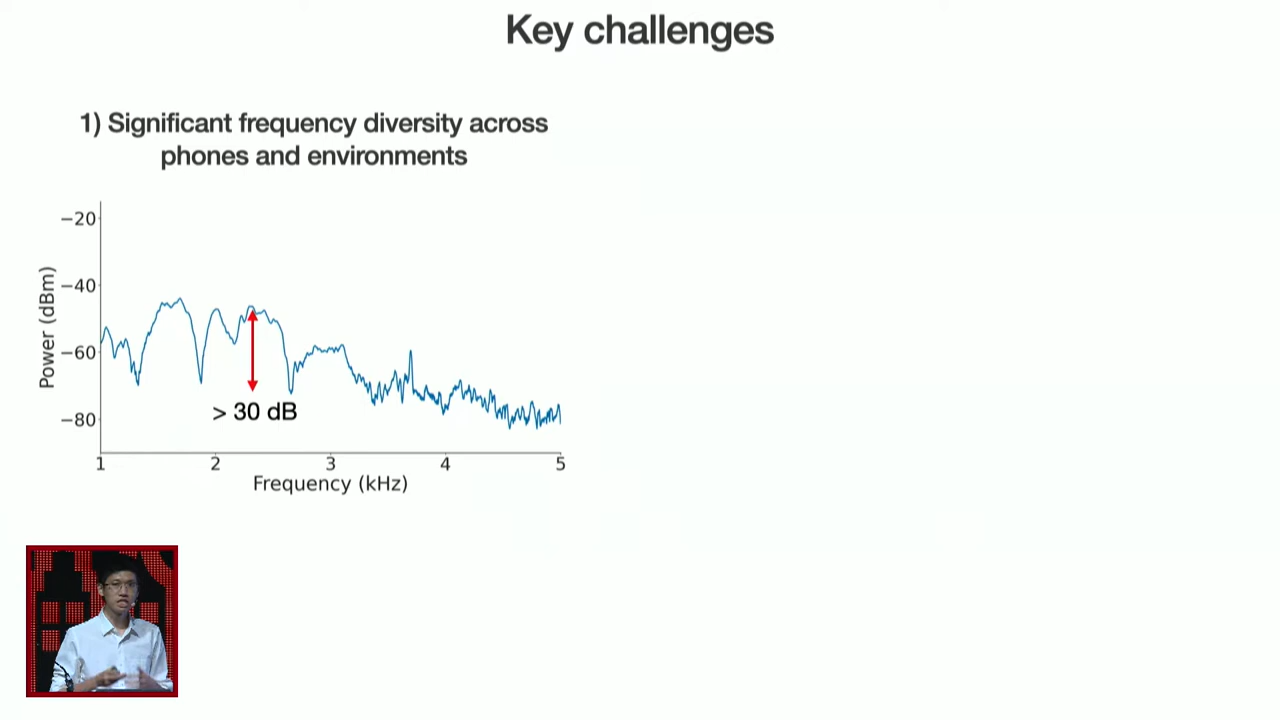 Key challenges
1) Significant frequency diversity across
phones and environments
−20
−40
−60
−80
Power (dBm)
> 30 dB
1 2 3 4 5
Frequency (kHz)